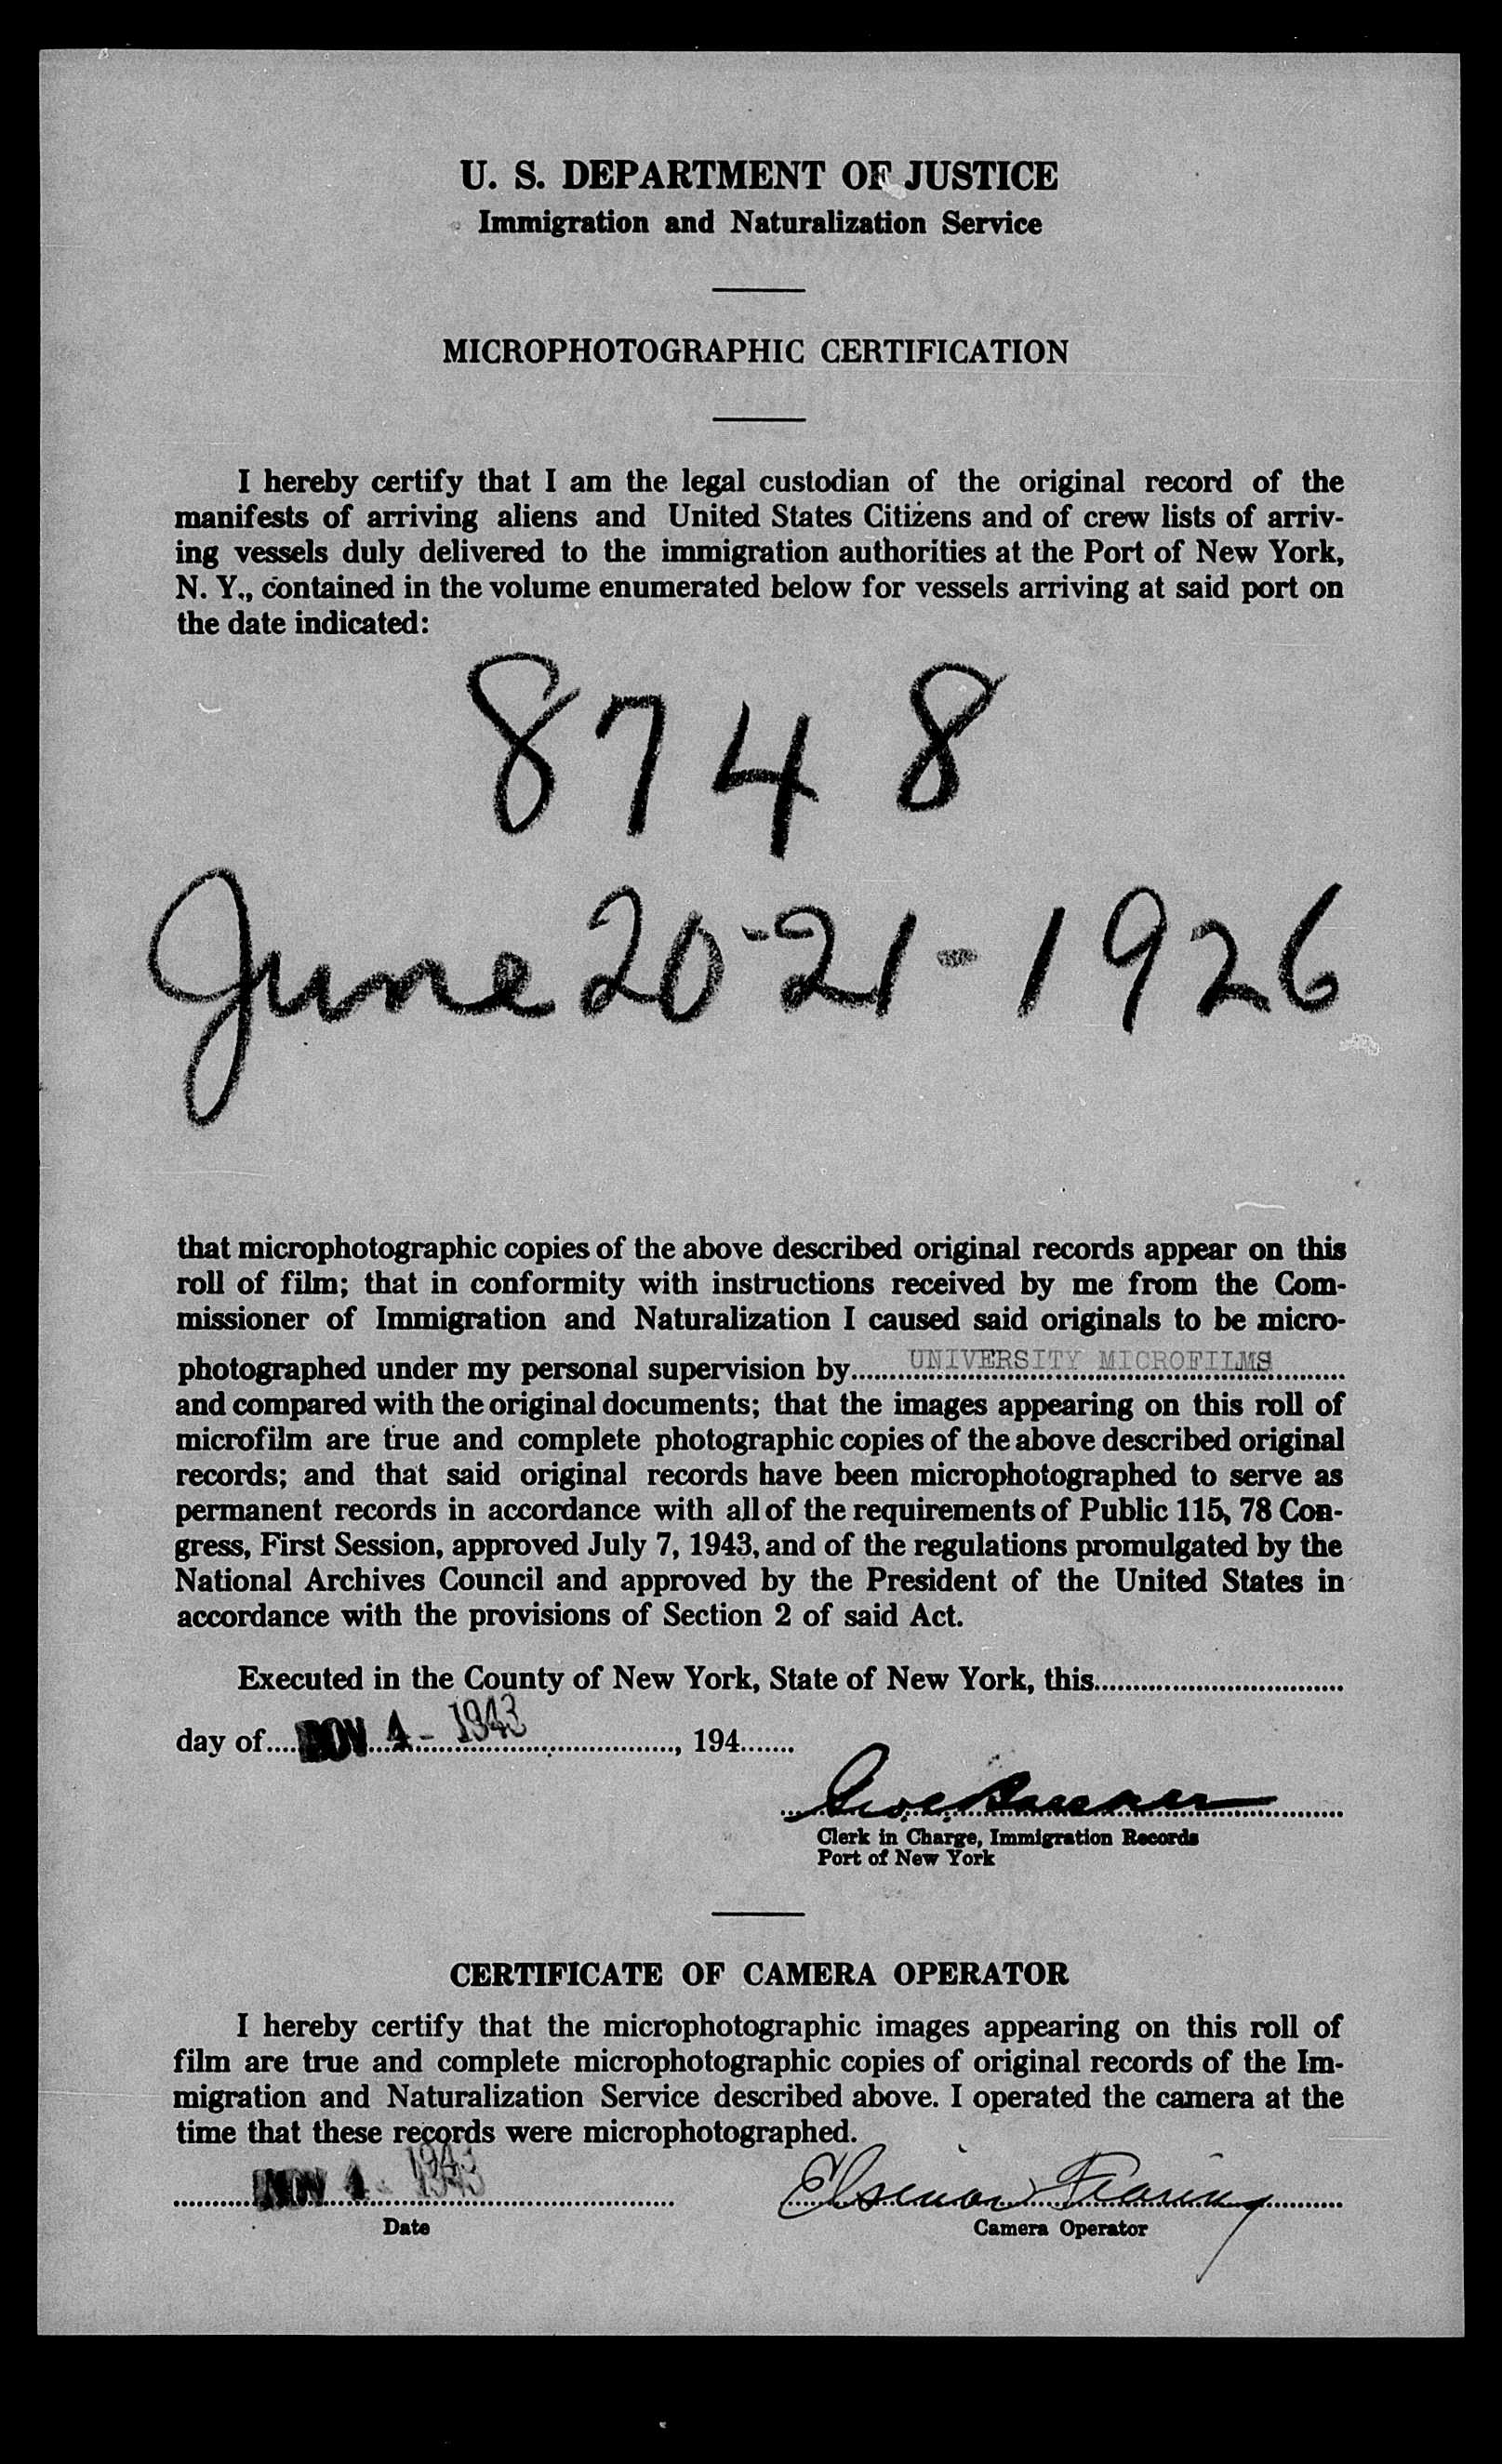 U. S. DEPARTMENT OF JUSTICE
Immigration and Naturalization Service
MICROPHOTOGRAPHIC CERTIFICATION
I hereby certify that I am the legal custodian of the original record of the
manifests of arriving aliens and United States Citizens and of crew lists of arriv-
ing vessels duly delivered to the immigration authorities at the Port of New York,
N. Y., contained in the volume enumerated below for vessels arriving at said port on
the date indicated:
8748
June 20-21-1926
that microphotographic copies of the above described original records appear on this
roll of film; that in conformity with instructions received by me from the Com-
missioner of Immigration and Naturalization I caused said originals to be micro-
photographed under my personal supervision by UNIVERSITY MICROFILMS
and compared with the original documents; that the images appearing on this roll of
microfilm are true and complete photographic copies of the above described original
records; and that said original records have been microphotographed to serve as
permanent records in accordance with all of the requirements of Public 115, 78 Con-
gress, First Session, approved July 7, 1943, and of the regulations promulgated by the
National Archives Council and approved by the President of the United States in
accordance with the provisions of Section 2 of said Act.
Executed in the County of New York, State of New York, this
day of NOV 4 - 1943, 194
Clerk in Charge, Immigration Records
Port of New York
CERTIFICATE OF CAMERA OPERATOR
I hereby certify that the microphotographic images appearing on this roll of
film are true and complete microphotographic copies of original records of the Im-
migration and Naturalization Service described above. I operated the camera at the
time that these records were microphotographed.
NOV 4 - 1943
Date
Camera Operator